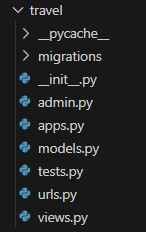 travel
__pycache__
migrations
__init__.py
admin.py
apps.py
models.py
tests.py
urls.py
views.py